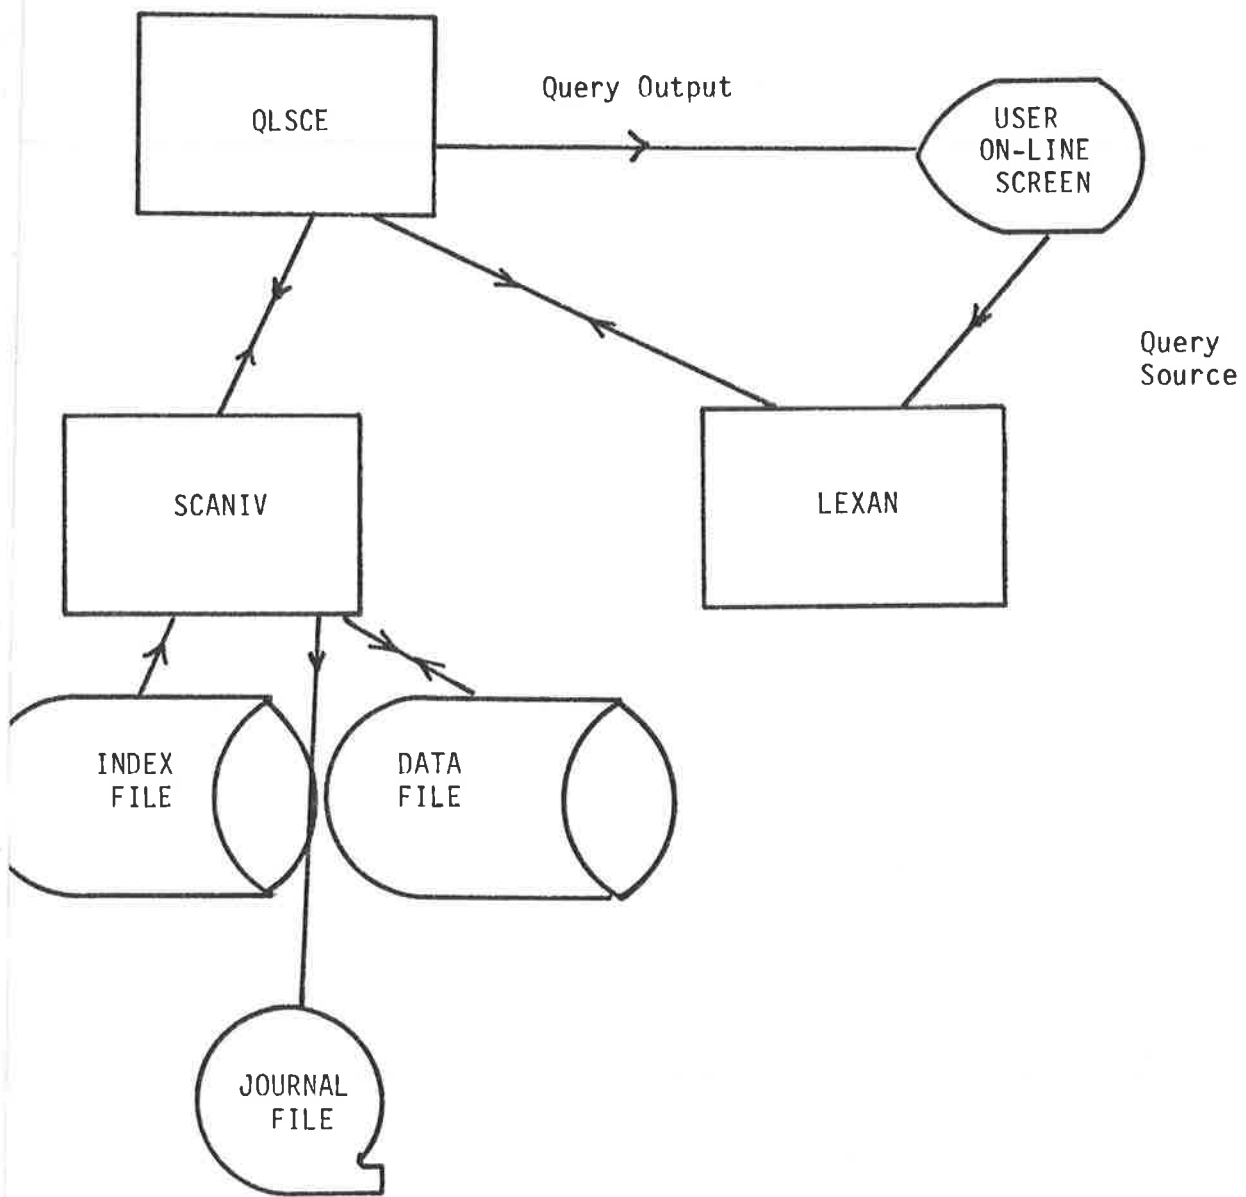 Query Output
QLSCE
USER
ON-LINE
SCREEN
Query
Source
SCANIV
LEXAN
INDEX
FILE
DATA
FILE
JOURNAL
FILE